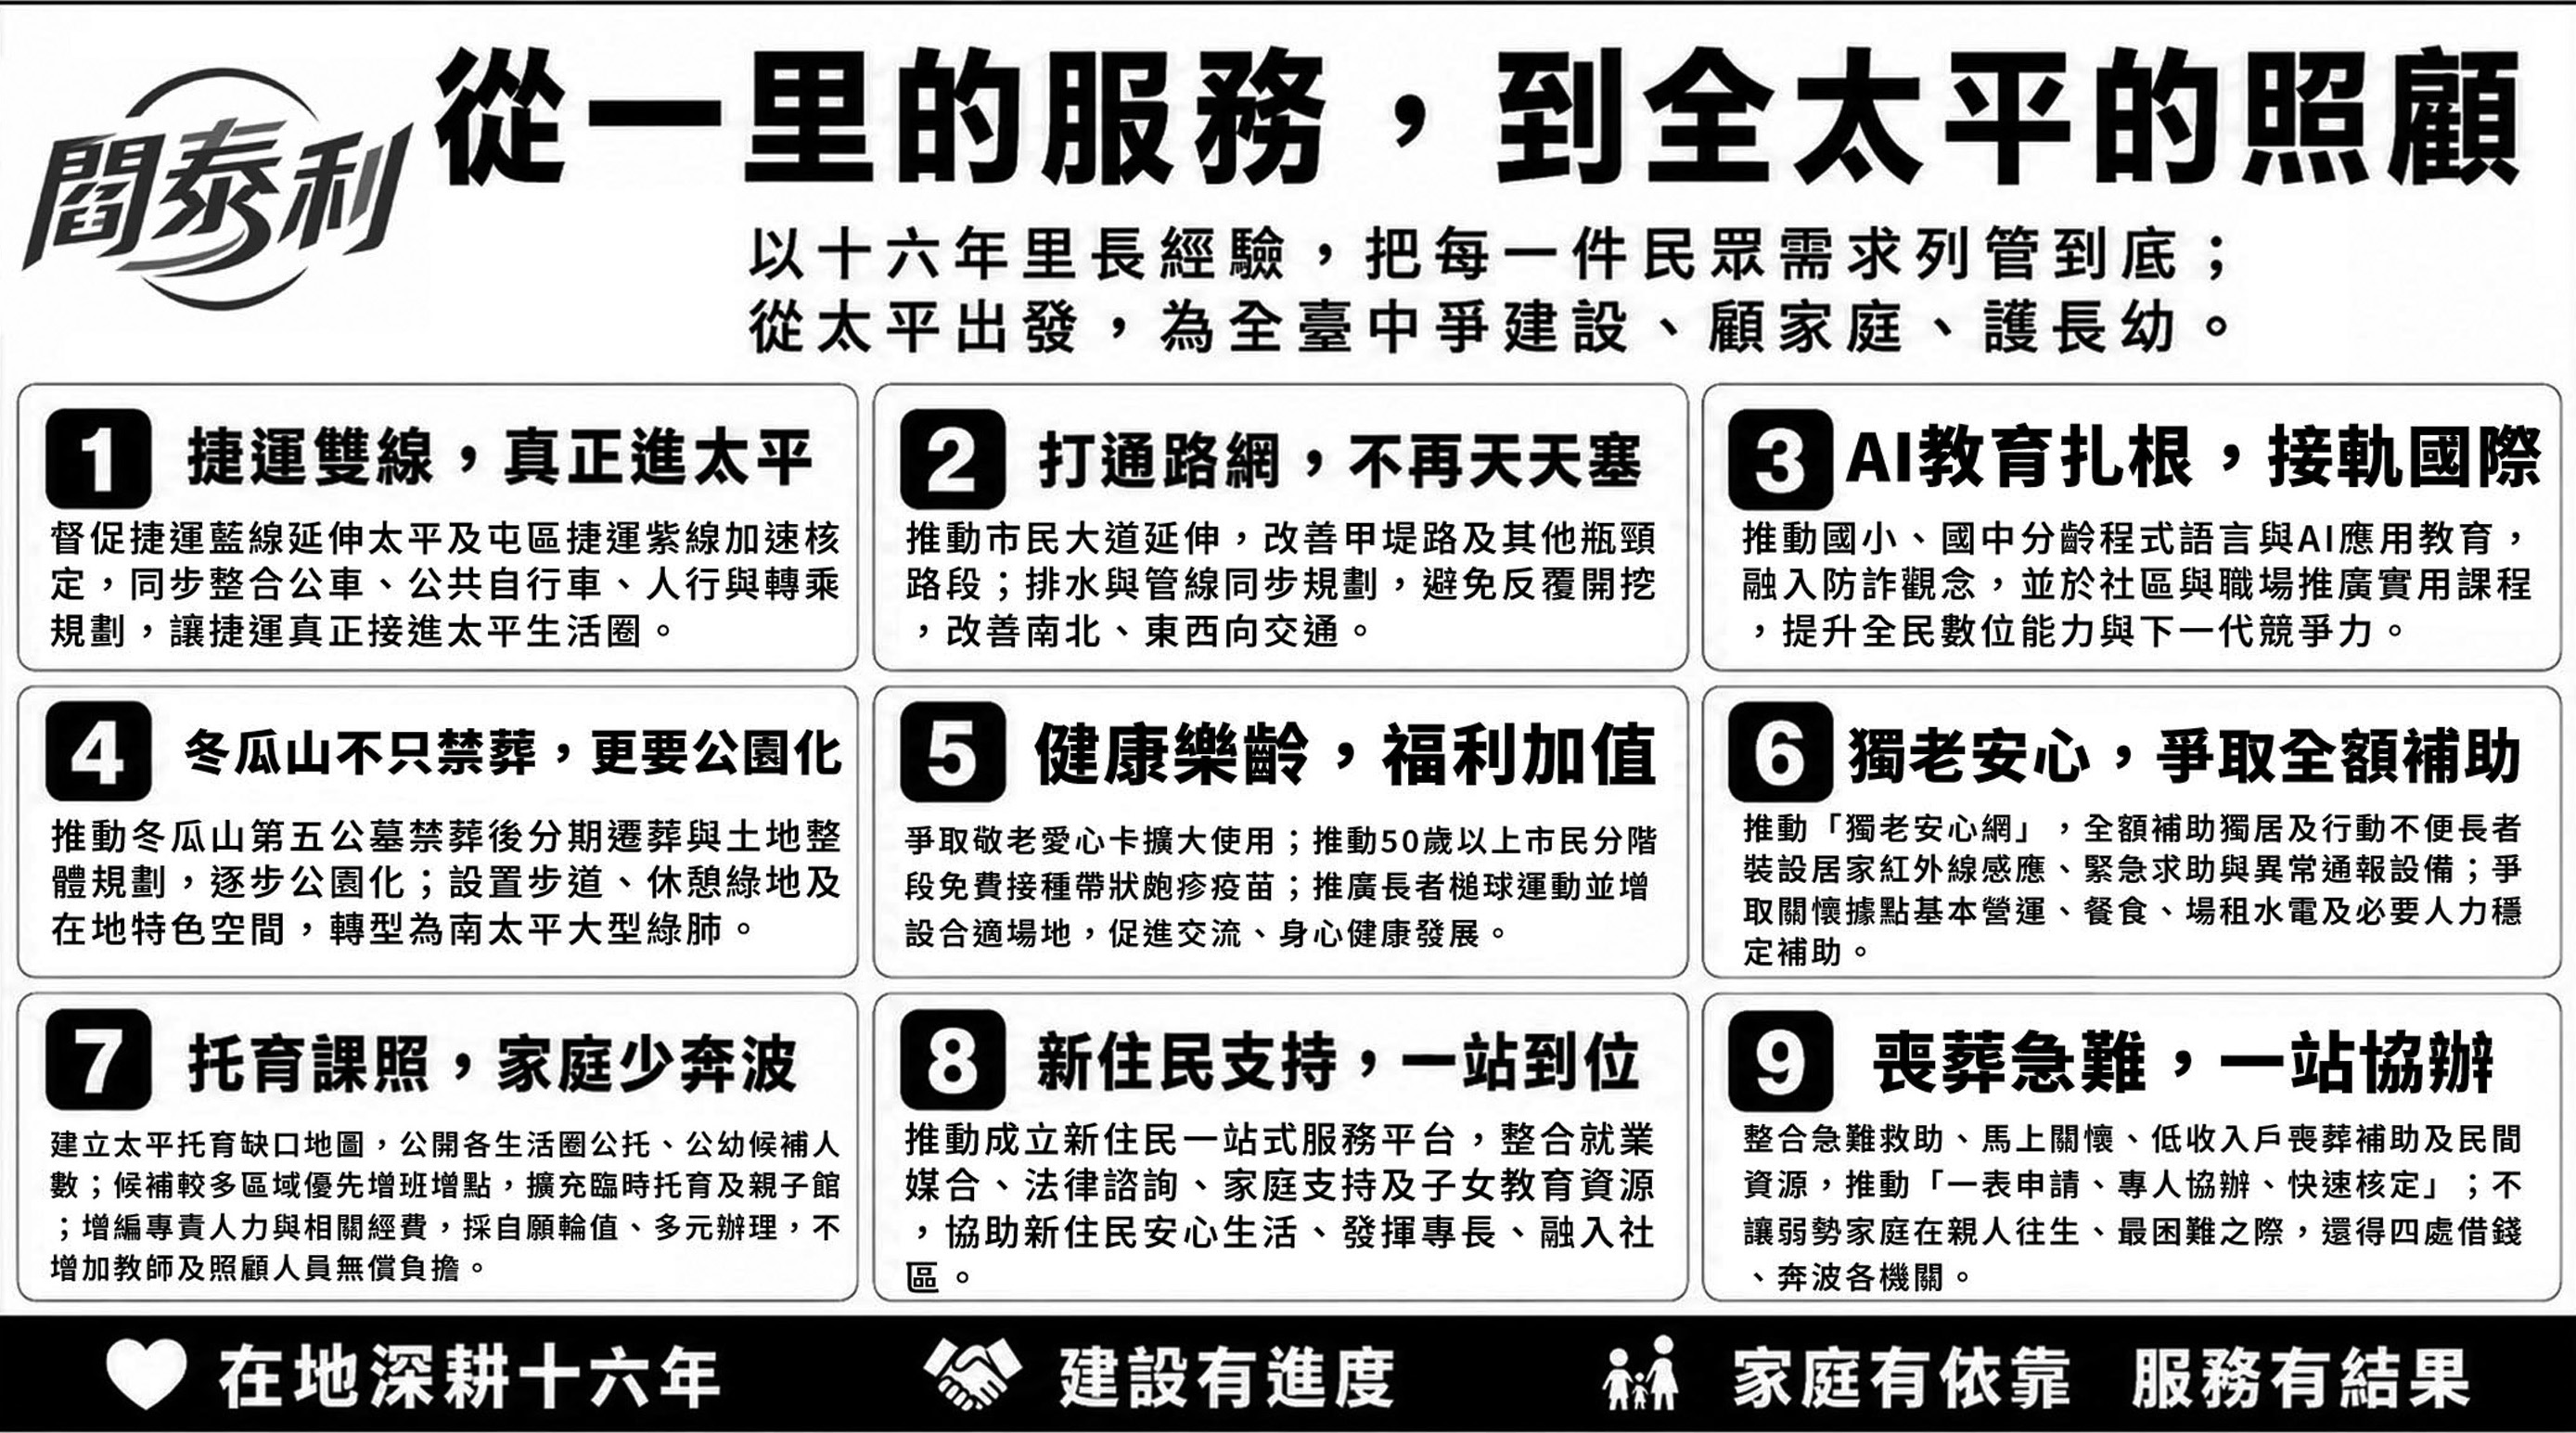 閻泰利
從一里的服務，到全太平的照顧
以十六年里長經驗，把每一件民眾需求列管到底；
從太平出發，為全臺中爭建設、顧家庭、護長幼。
1 捷運雙線，真正進太平
督促捷運藍線延伸太平及屯區捷運紫線加速核
定，同步整合公車、公共自行車、人行與轉乘
規劃，讓捷運真正接進太平生活圈。
2 打通路網，不再天天塞
推動市民大道延伸，改善甲堤路及其他瓶頸
路段；排水與管線同步規劃，避免反覆開挖
，改善南北、東西向交通。
3 AI教育扎根，接軌國際
推動國小、國中分齡程式語言與AI應用教育，
融入防詐觀念，並於社區與職場推廣實用課程
，提升全民數位能力與下一代競爭力。
4 冬瓜山不只禁葬，更要公園化
推動冬瓜山第五公墓禁葬後分期遷葬與土地整
體規劃，逐步公園化；設置步道、休憩綠地及
在地特色空間，轉型為南太平大型綠肺。
5 健康樂齡，福利加值
爭取敬老愛心卡擴大使用；推動50歲以上市民分階
段免費接種帶狀皰疹疫苗；推廣長者槌球運動並增
設合適場地，促進交流、身心健康發展。
6 獨老安心，爭取全額補助
推動「獨老安心網」，全額補助獨居及行動不便長者
裝設居家紅外線感應、緊急求助與異常通報設備；爭
取關懷據點基本營運、餐食、場租水電及必要人力穩
定補助。
7 托育課照，家庭少奔波
建立太平托育缺口地圖，公開各生活圈公托、公幼候補人
數；候補較多區域優先增班增點，擴充臨時托育及親子館
；增編專責人力與相關經費，採自願輪值、多元辦理，不
增加教師及照顧人員無償負擔。
8 新住民支持，一站到位
推動成立新住民一站式服務平台，整合就業
媒合、法律諮詢、家庭支持及子女教育資源
，協助新住民安心生活、發揮專長、融入社
區。
9 喪葬急難，一站協辦
整合急難救助、馬上關懷、低收入戶喪葬補助及民間
資源，推動「一表申請、專人協辦、快速核定」；不
讓弱勢家庭在親人往生、最困難之際，還得四處借錢
、奔波各機關。
在地深耕十六年 建設有進度 家庭有依靠 服務有結果